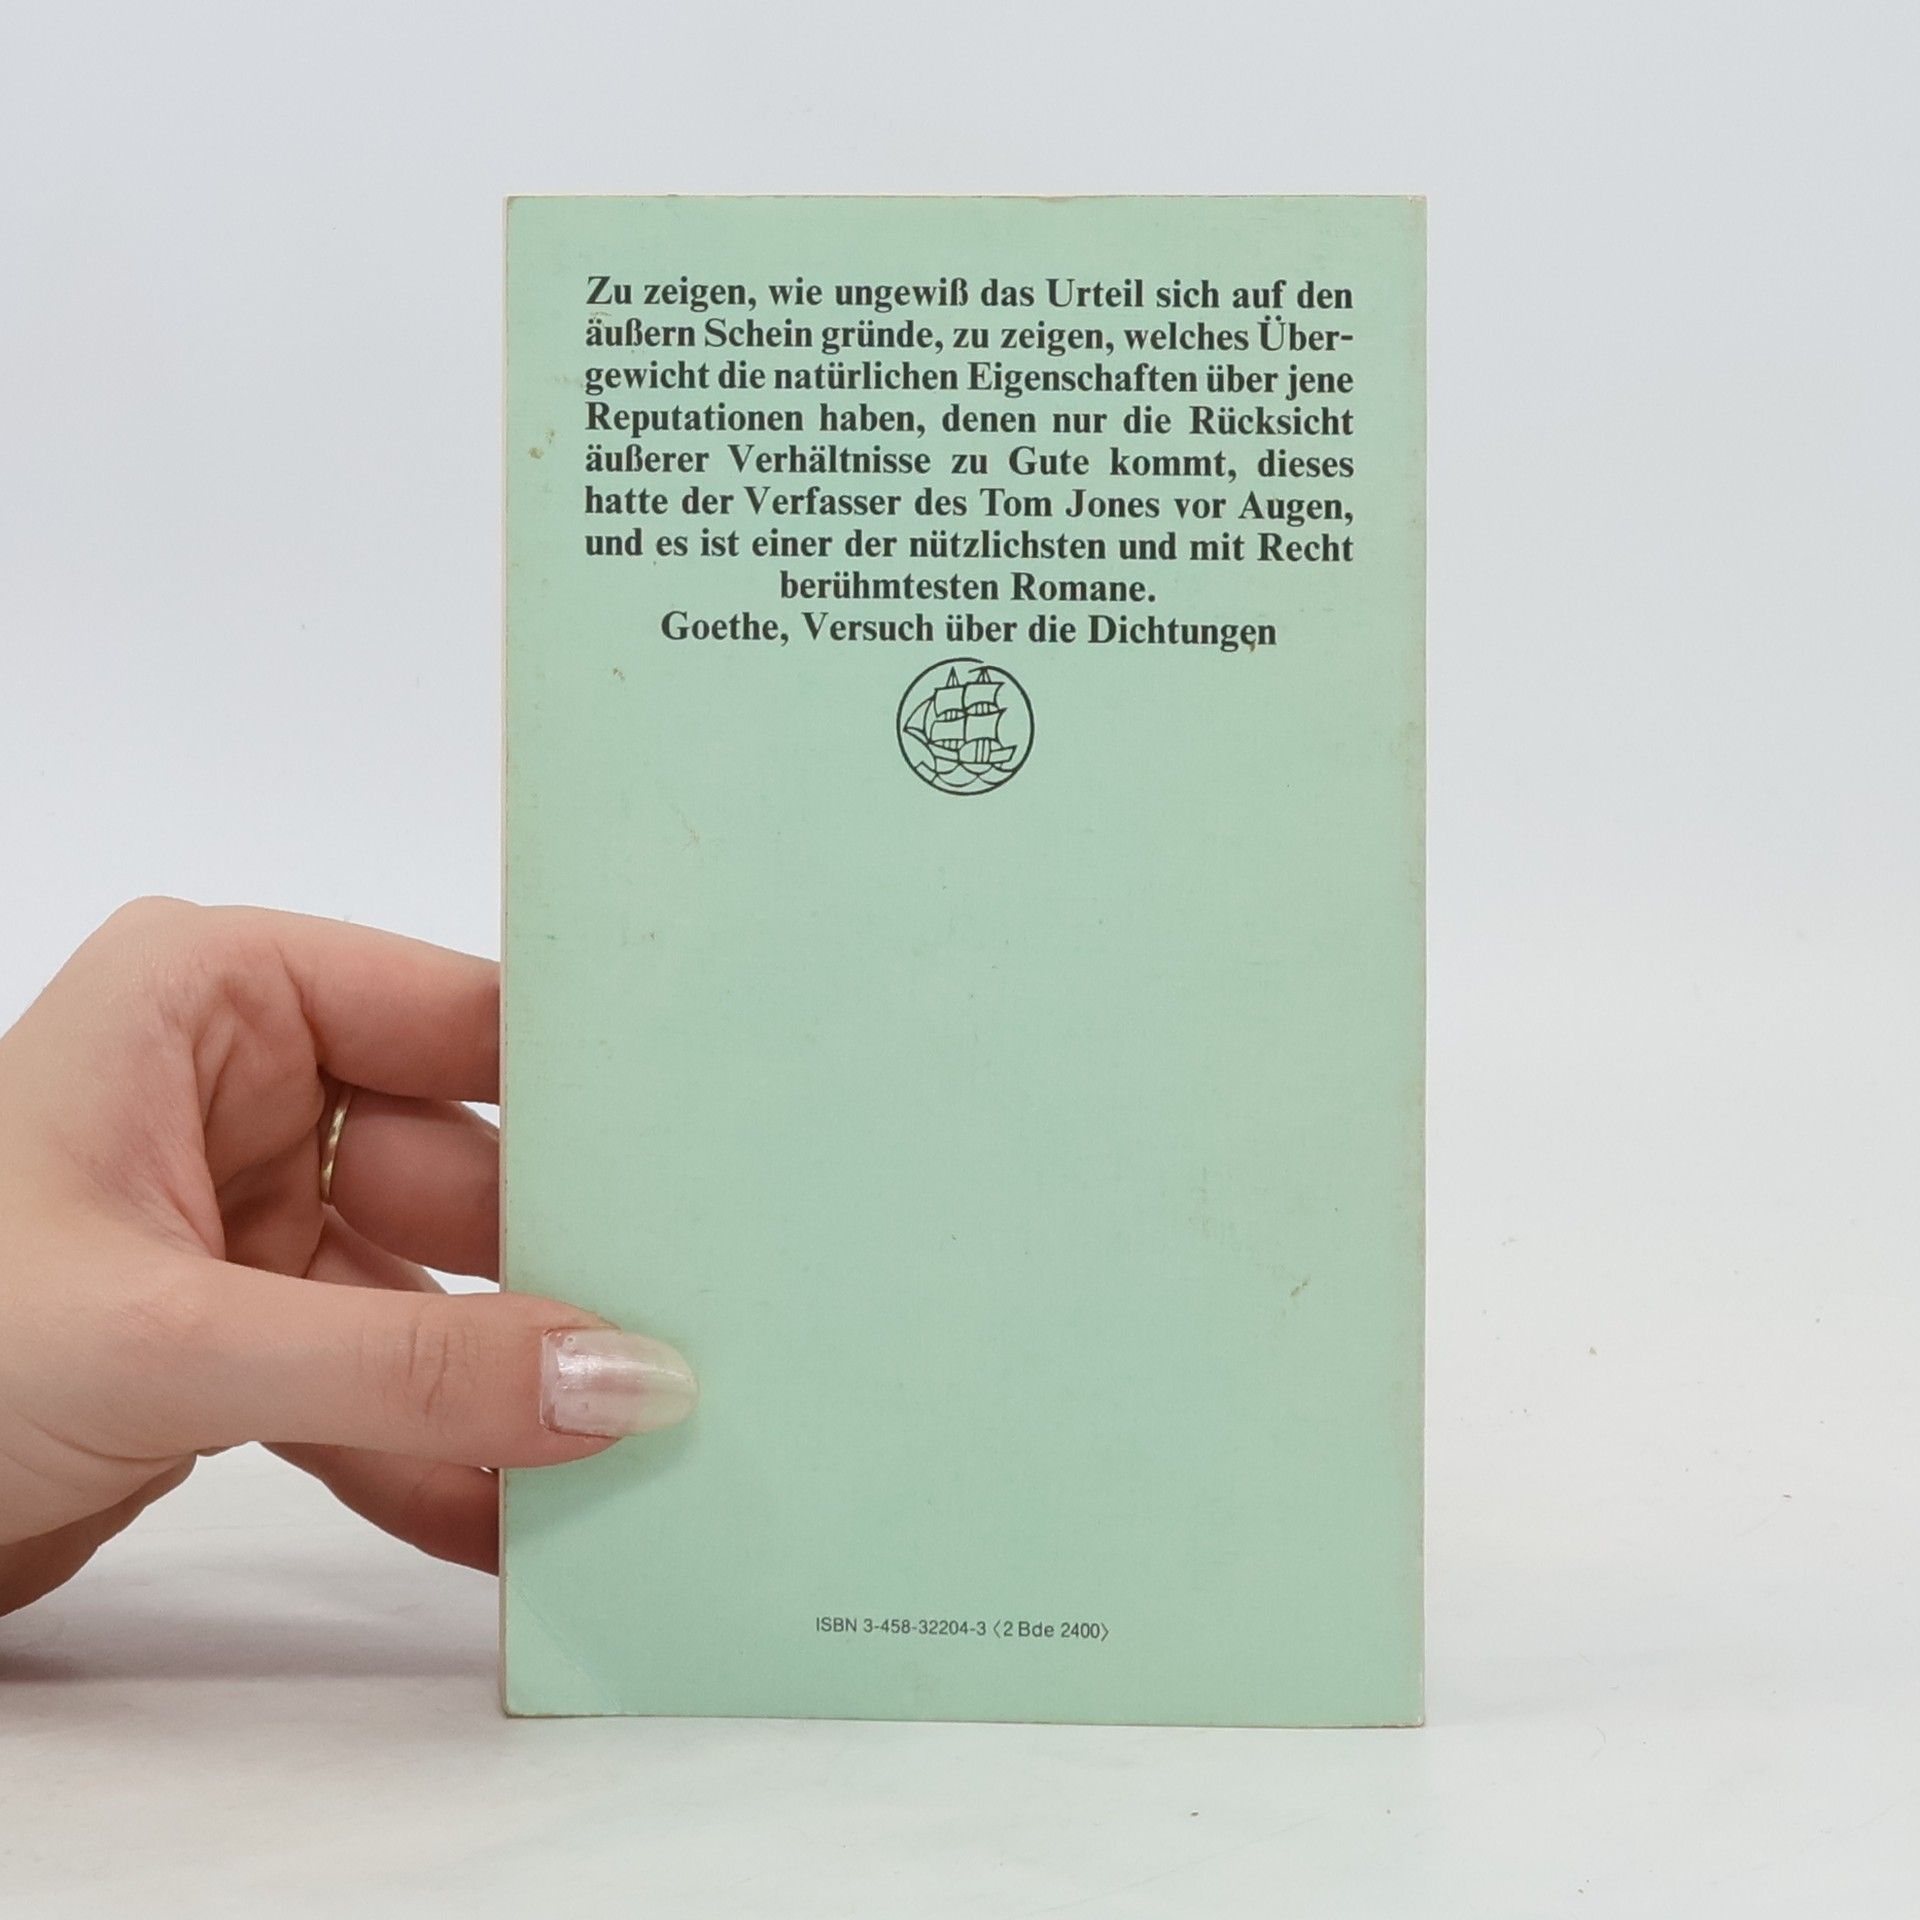 Zu zeigen, wie ungewiß das Urteil sich auf den
äußern Schein gründe, zu zeigen, welches Über-
gewicht die natürlichen Eigenschaften über jene
Reputationen haben, denen nur die Rücksicht
äußerer Verhältnisse zu Gute kommt, dieses
hatte der Verfasser des Tom Jones vor Augen,
und es ist einer der nützlichsten und mit Recht
berühmtesten Romane.
Goethe, Versuch über die Dichtungen
ISBN 3-458-32204-3 ⟨2 Bde 2400⟩